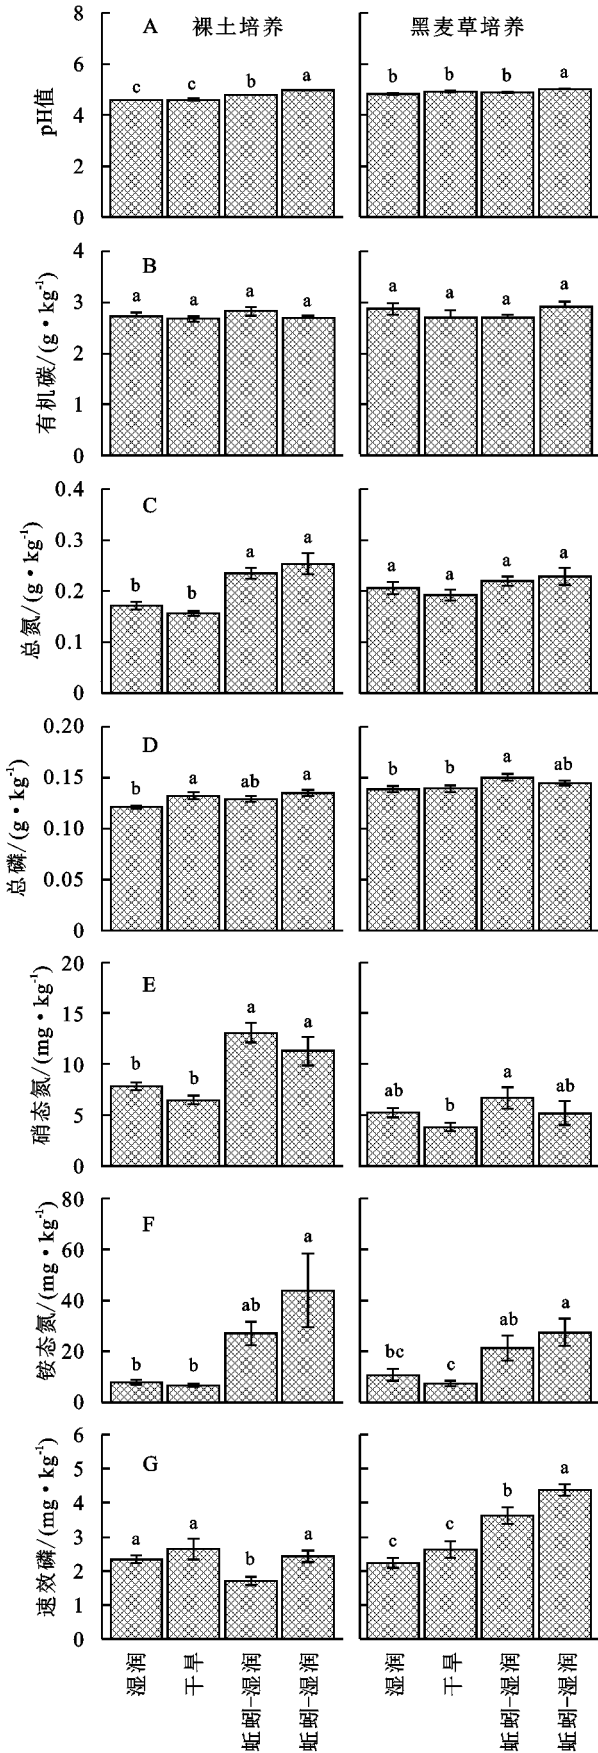 A 裸土培养 黑麦草培养
pH值
8
6
4
2
0
c c b a b b b a
B
有机碳/(g·kg-1)
4
3
2
1
0
a a a a a a a a
C
总氮/(g·kg-1)
0.4
0.3
0.2
0.1
0
b b a a a a a a
D
总磷/(g·kg-1)
0.20
0.15
0.10
0.05
0
b a ab a b b a ab
E
硝态氮/(mg·kg-1)
20
15
10
5
0
b b a a ab b a ab
F
铵态氮/(mg·kg-1)
80
60
40
20
0
b b ab a bc c ab a
G
速效磷/(mg·kg-1)
6
5
4
3
2
1
0
a a b a c c b a
湿润 干旱 蚯蚓-湿润 蚯蚓-湿润 湿润 干旱 蚯蚓-湿润 蚯蚓-湿润